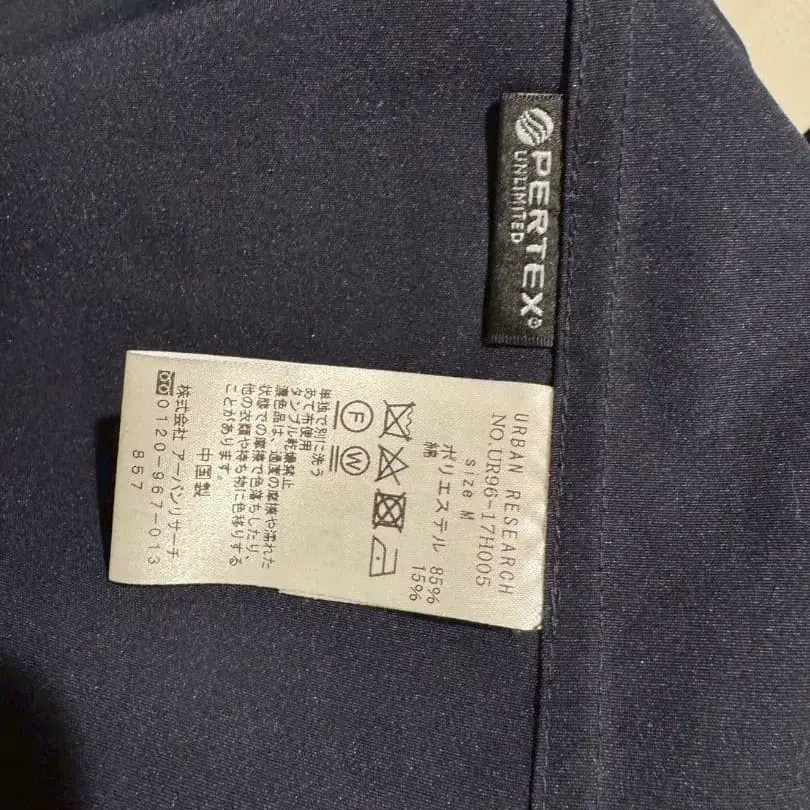 PERTEX®
UNLIMITED
URBAN RESEARCH
NO.UR96-17H005
size M
ポリエステル 85%
綿 15%
F W
単独で別に洗う
あて布使用
タンブル乾燥禁止
濃色品は、過度の摩擦や濡れた
状態での摩擦で色落ちしたり、
他の衣類や持ち物に色移りする
ことがあります。
中国製
株式会社 アーバンリサーチ
0120-967-013
857